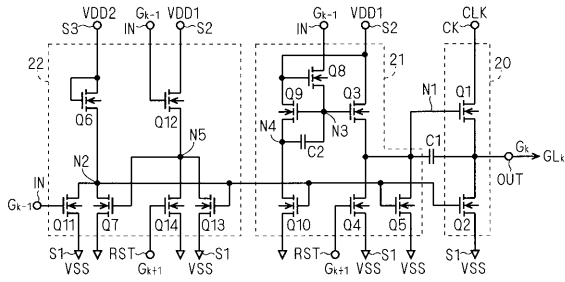 VDD2 Gk-1 VDD1 Gk-1 VDD1 CLK
S3 IN S2 IN S2 CK
22 21 20
Q8
Q6 Q12 Q9 Q3 N1 Q1
N4 N3
N5 C2 C1 Gk
N2 GLk
IN OUT
Gk-1
Q11 Q7 Q14 Q13 Q10 Q4 Q5 Q2
S1 RST S1 RST S1 S1
VSS Gk+1 VSS Gk+1 VSS VSS VSS